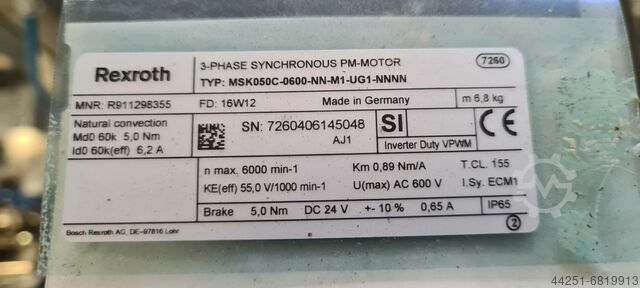 Rexroth
3-PHASE SYNCHRONOUS PM-MOTOR
7260
TYP: MSK050C-0600-NN-M1-UG1-NNNN
MNR: R911298355 FD: 16W12 Made in Germany m 6,8 kg
Natural convection
Md0 60k 5,0 Nm
Id0 60k(eff) 6,2 A
SN: 7260406145048
AJ1
SI
Inverter Duty VPWM
CE
n max. 6000 min-1 Km 0,89 Nm/A T.CL. 155
KE(eff) 55,0 V/1000 min-1 U(max) AC 600 V I.Sy. ECM1
Brake 5,0 Nm DC 24 V +- 10 % 0,65 A IP65
Bosch Rexroth AG, DE-97816 Lohr
2
44251-6819913